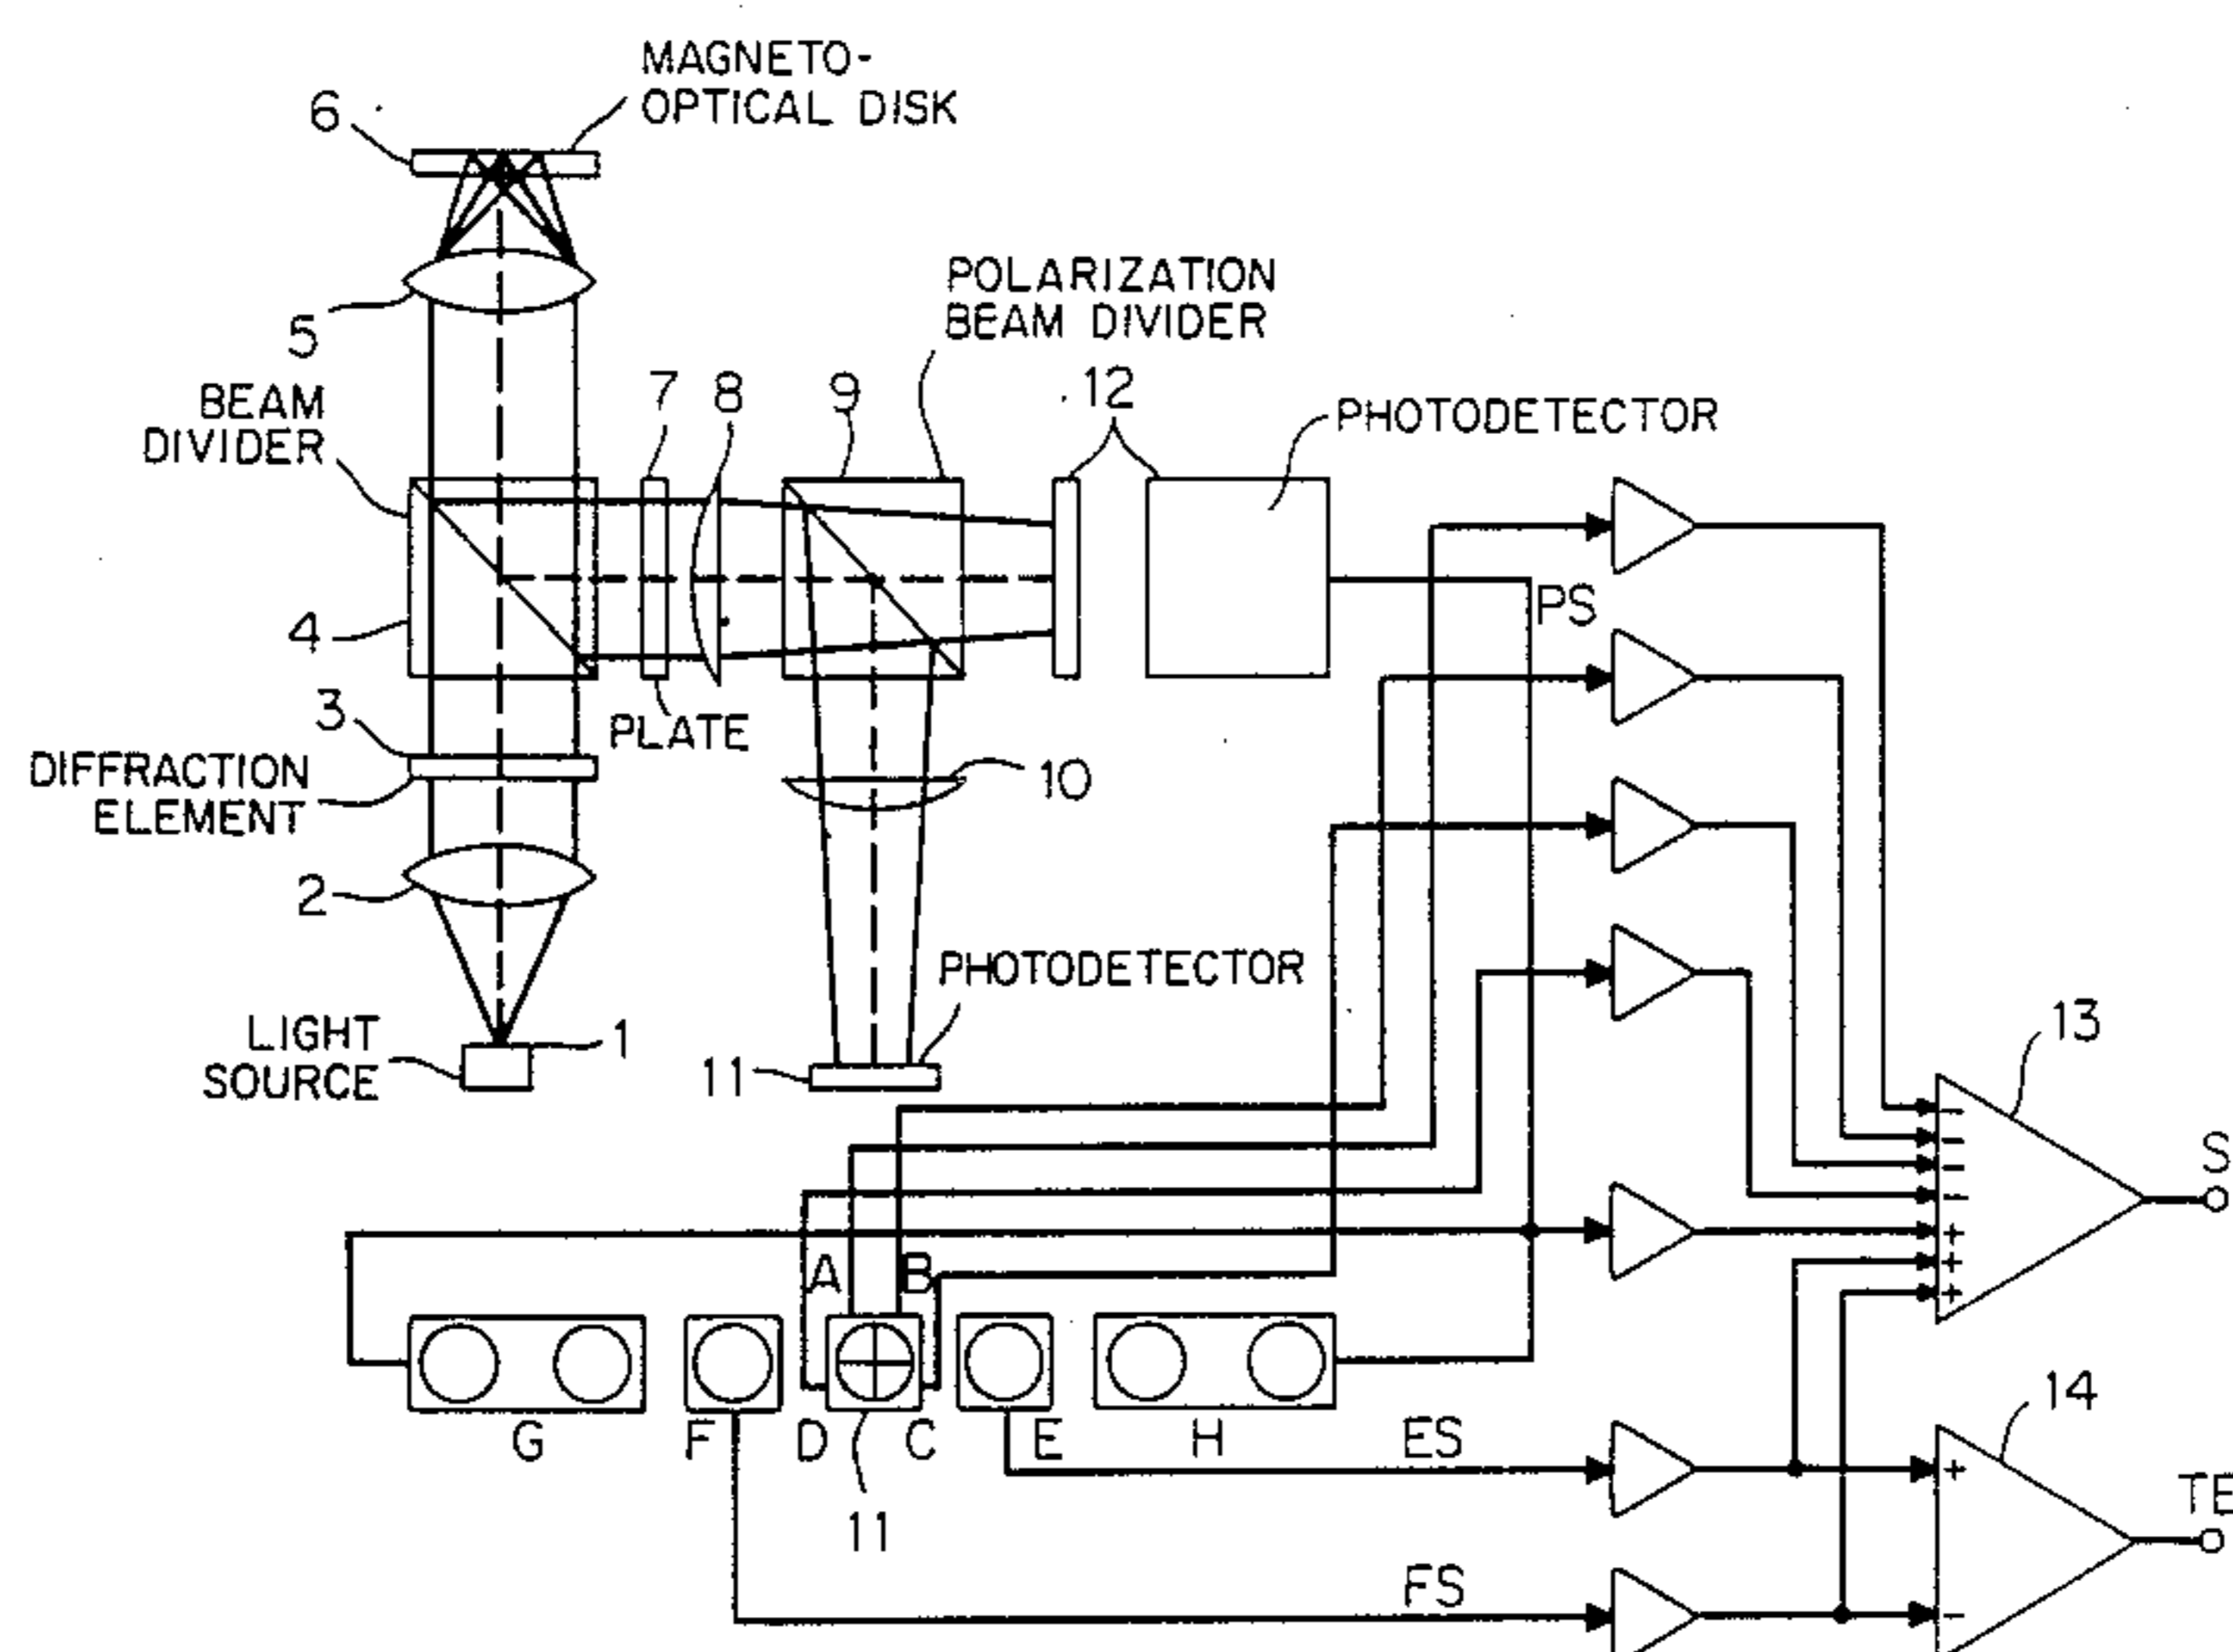 MAGNETO-
OPTICAL DISK
6
POLARIZATION
BEAM DIVIDER
5
BEAM
DIVIDER
7
8
9
12
PHOTODETECTOR
PS
4
3
PLATE
DIFFRACTION
ELEMENT
10
2
PHOTODETECTOR
LIGHT
SOURCE
1
11
13
−
−
−
−
+
+
+
S
A
B
G
F
D
C
E
H
11
ES
14
+
−
TE
FS